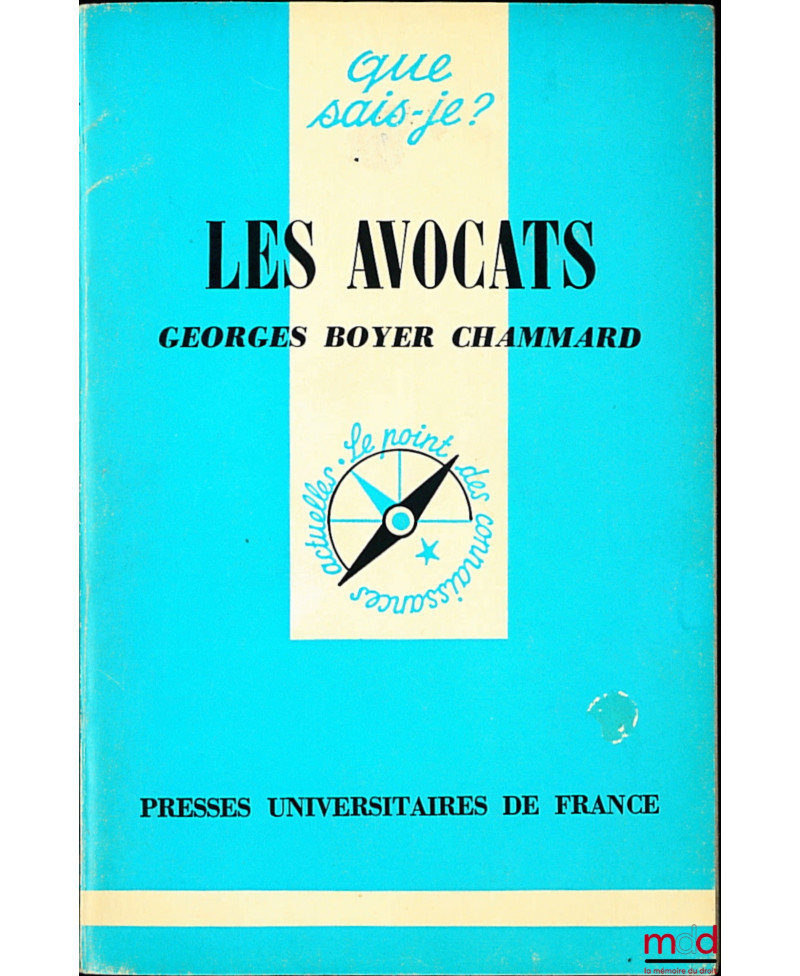 que
sais-je?
LES AVOCATS
GEORGES BOYER CHAMMARD
Le point des connaissances actuelles.
PRESSES UNIVERSITAIRES DE FRANCE
mdd
la mémoire du droit